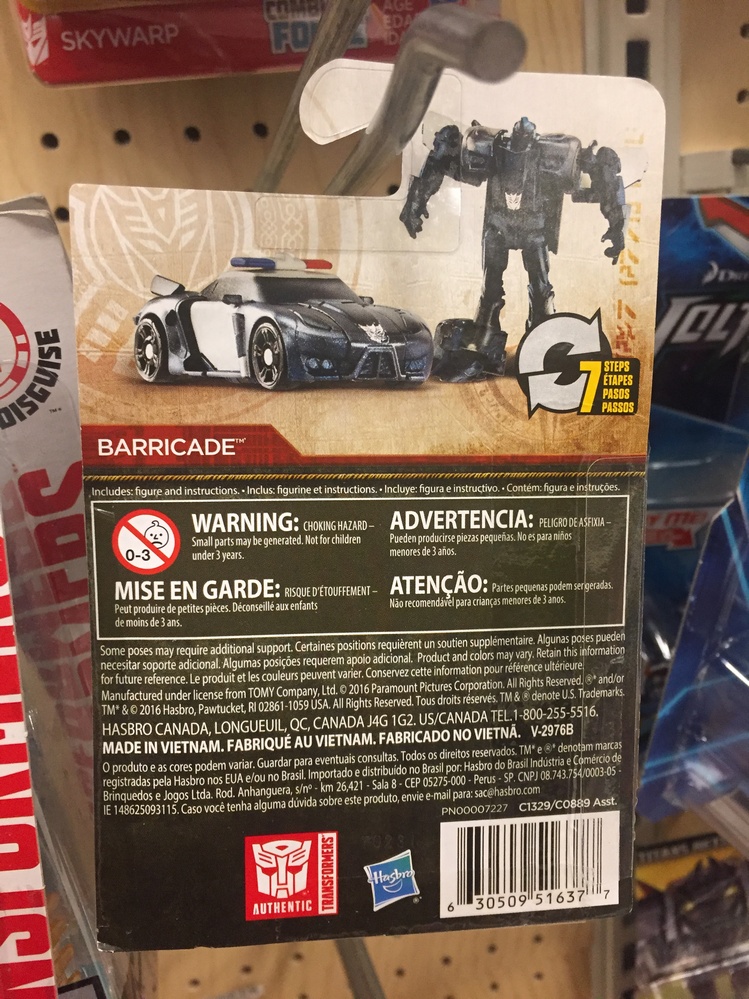 SKYWARP
COMBINER
FORCE
AGE
DISGUISE
7
STEPS
ÉTAPES
PASOS
PASSOS
BARRICADE™
Includes: figure and instructions. • Inclus: figurine et instructions. • Incluye: figura e instructivo. • Contém: figura e instruções.
0-3
WARNING: CHOKING HAZARD –
Small parts may be generated. Not for children
under 3 years.
ADVERTENCIA: PELIGRO DE ASFIXIA –
Pueden producirse piezas pequeñas. No es para niños
menores de 3 años.
MISE EN GARDE: RISQUE D'ÉTOUFFEMENT –
Peut produire de petites pièces. Déconseillé aux enfants
de moins de 3 ans.
ATENÇÃO: Partes pequenas podem ser geradas.
Não recomendável para crianças menores de 3 anos.
Some poses may require additional support. Certaines positions requièrent un soutien supplémentaire. Algunas poses pueden
necesitar soporte adicional. Algumas posições requerem apoio adicional. Product and colors may vary. Retain this information
for future reference. Le produit et les couleurs peuvent varier. Conservez cette information pour référence ultérieure.
Manufactured under license from TOMY Company, Ltd. © 2016 Paramount Pictures Corporation. All Rights Reserved. ®* and/or
TM* & © 2016 Hasbro, Pawtucket, RI 02861-1059 USA. All Rights Reserved. Tous droits réservés. TM & ® denote U.S. Trademarks.
HASBRO CANADA, LONGUEUIL, QC, CANADA J4G 1G2. US/CANADA TEL.1-800-255-5516.
MADE IN VIETNAM. FABRIQUÉ AU VIETNAM. FABRICADO NO VIETNÃ. V-2976B
O produto e as cores podem variar. Guardar para eventuais consultas. Todos os direitos reservados. TM* e ®* denotam marcas
registradas pela Hasbro nos EUA e/ou no Brasil. Importado e distribuído no Brasil por: Hasbro do Brasil Indústria e Comércio de
Brinquedos e Jogos Ltda. Rod. Anhanguera, s/nº - km 26,421 - Sala 8 - CEP 05275-000 - Perus - SP. CNPJ 08.743.754/0003-05 -
IE 148625093115. Caso você tenha alguma dúvida sobre este produto, envie e-mail para: sac@hasbro.com
PN00007227 C1329/C0889 Asst.
AUTHENTIC
TRANSFORMERS
Hasbro
6 30509 51637 7